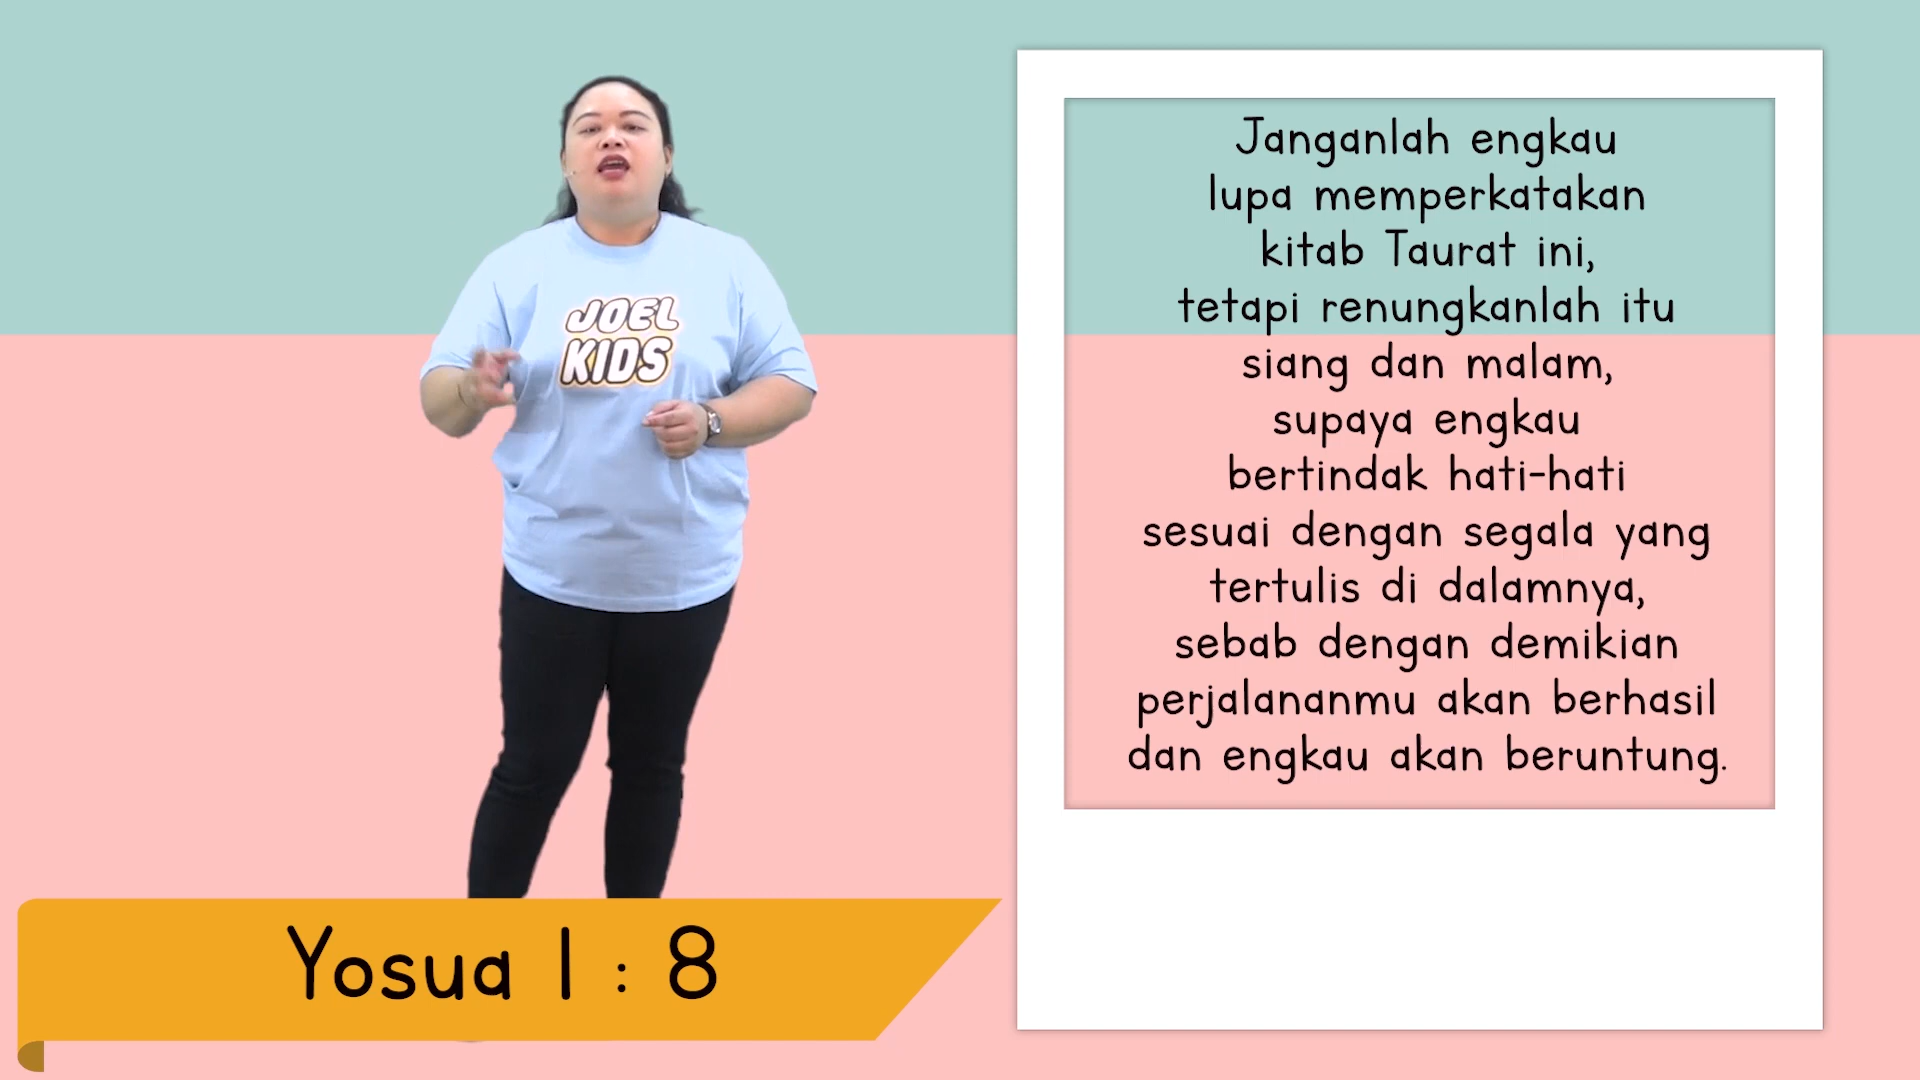 JOEL
KIDS
Janganlah engkau
lupa memperkatakan
kitab Taurat ini,
tetapi renungkanlah itu
siang dan malam,
supaya engkau
bertindak hati-hati
sesuai dengan segala yang
tertulis di dalamnya,
sebab dengan demikian
perjalananmu akan berhasil
dan engkau akan beruntung.
Yosua 1 : 8